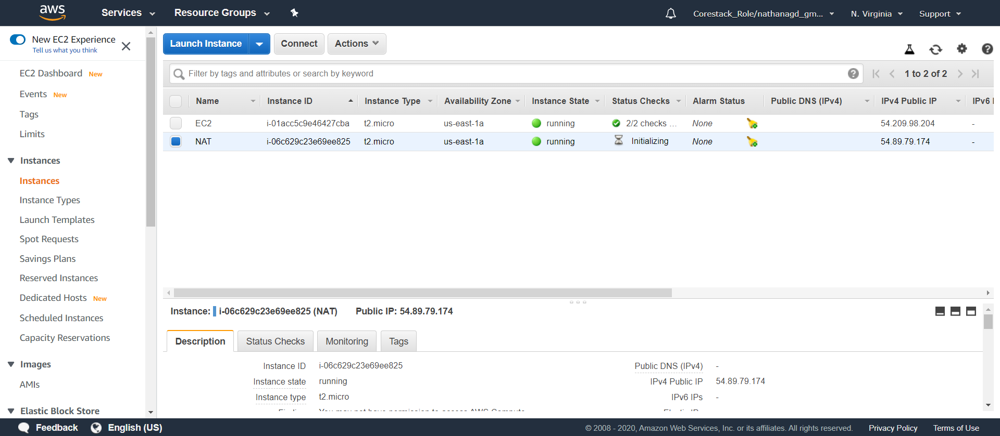 aws Services Resource Groups Corestack_Role/nathanagd_gm... N. Virginia Support
New EC2 Experience
Tell us what you think
EC2 Dashboard New
Events New
Tags
Limits
Instances
Instances
Instance Types
Launch Templates
Spot Requests
Savings Plans
Reserved Instances
Dedicated Hosts New
Scheduled Instances
Capacity Reservations
Images
AMIs
Elastic Block Store
Launch Instance Connect Actions
Filter by tags and attributes or search by keyword 1 to 2 of 2
Name Instance ID Instance Type Availability Zone Instance State Status Checks Alarm Status Public DNS (IPv4) IPv4 Public IP IPv6
EC2 i-01acc5c9e46427cba t2.micro us-east-1a running 2/2 checks ... None 54.209.98.204 -
NAT i-06c629c23e69ee825 t2.micro us-east-1a running Initializing None 54.89.79.174 -
Instance: i-06c629c23e69ee825 (NAT) Public IP: 54.89.79.174
Description Status Checks Monitoring Tags
Instance ID i-06c629c23e69ee825 Public DNS (IPv4) -
Instance state running IPv4 Public IP 54.89.79.174
Instance type t2.micro IPv6 IPs -
Feedback English (US) © 2008 - 2020, Amazon Web Services, Inc. or its affiliates. All rights reserved. Privacy Policy Terms of Use